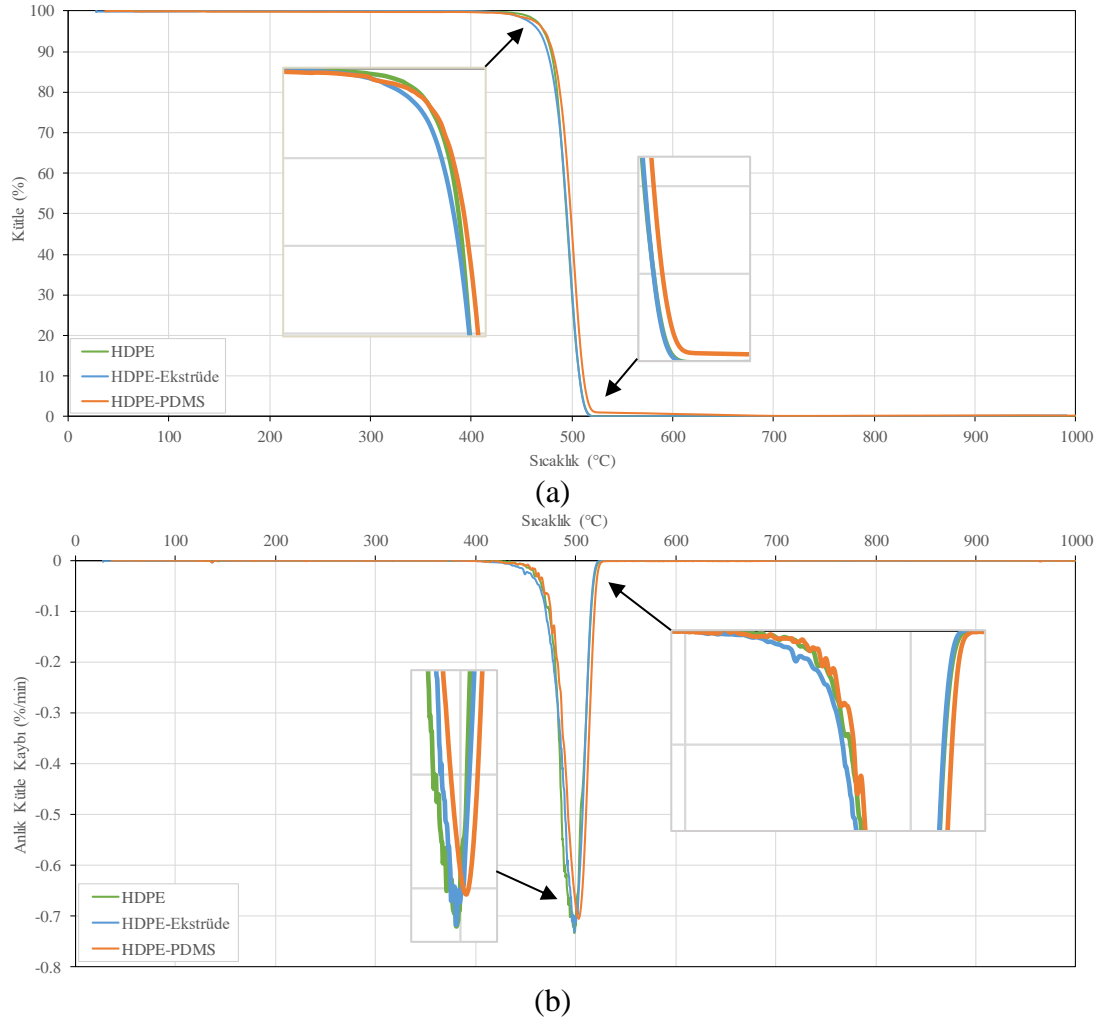 100
90
80
70
60
50
40
30
20
10
0
Kütle (%)
HDPE
HDPE-Ekstrüde
HDPE-PDMS
0 100 200 300 400 500 600 700 800 900 1000
Sıcaklık (°C)
(a)
Sıcaklık (°C)
0 100 200 300 400 500 600 700 800 900 1000
0
-0.1
-0.2
-0.3
-0.4
-0.5
-0.6
-0.7
-0.8
Anlık Kütle Kaybı (%/min)
HDPE
HDPE-Ekstrüde
HDPE-PDMS
(b)